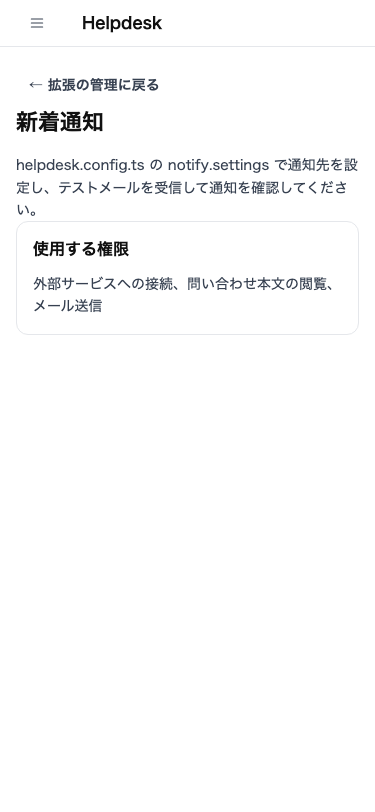 Helpdesk
← 拡張の管理に戻る
新着通知
helpdesk.config.ts の notify.settings で通知先を設
定し、テストメールを受信して通知を確認してくださ
い。
使用する権限
外部サービスへの接続、問い合わせ本文の閲覧、
メール送信